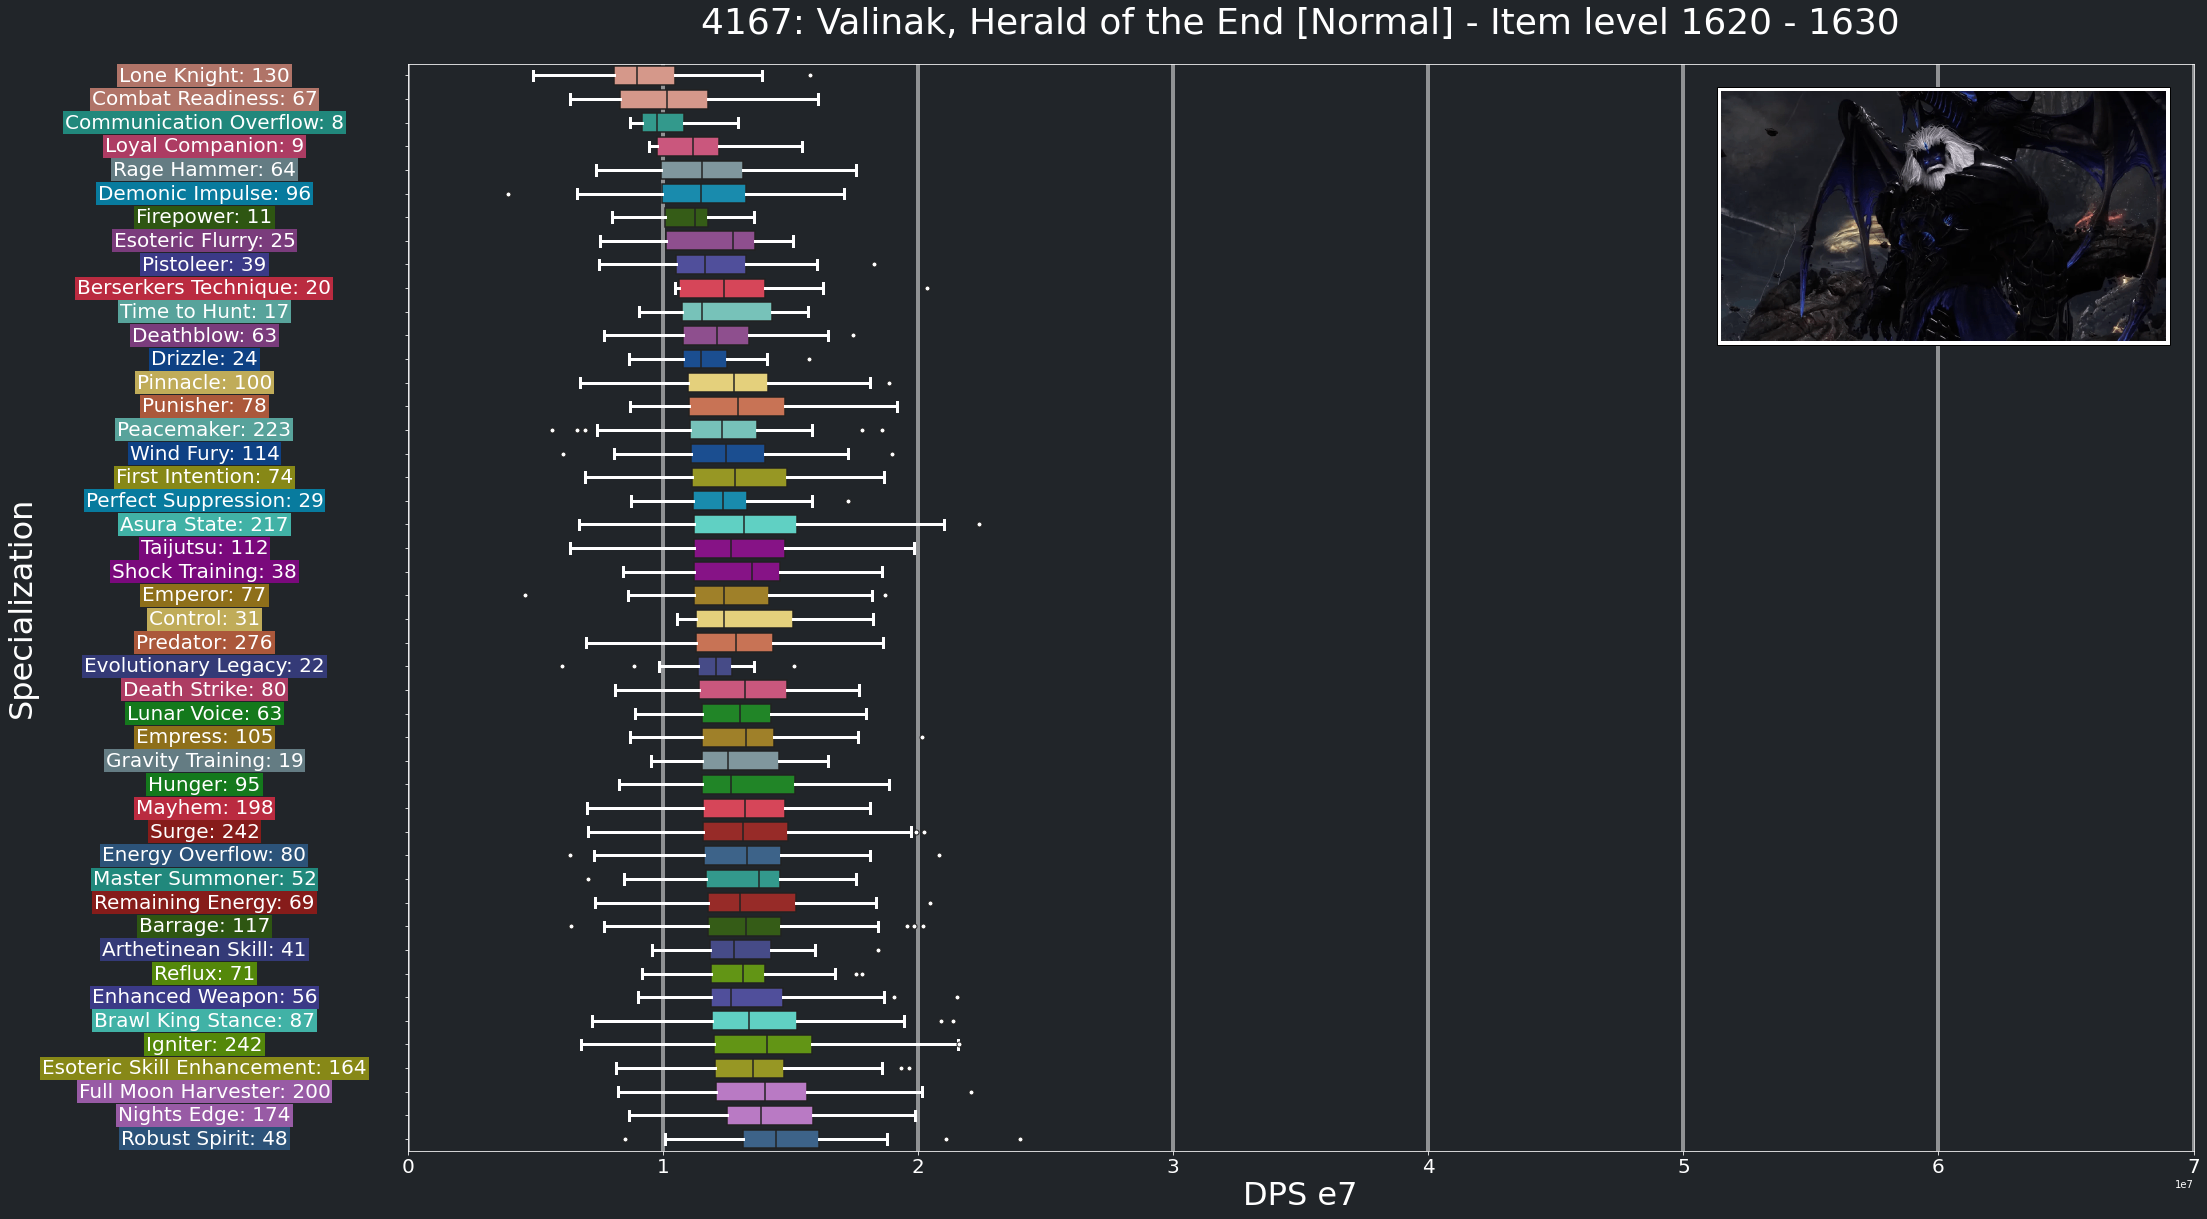 4167: Valinak, Herald of the End [Normal] - Item level 1620 - 1630
Specialization
Lone Knight: 130
Combat Readiness: 67
Communication Overflow: 8
Loyal Companion: 9
Rage Hammer: 64
Demonic Impulse: 96
Firepower: 11
Esoteric Flurry: 25
Pistoleer: 39
Berserkers Technique: 20
Time to Hunt: 17
Deathblow: 63
Drizzle: 24
Pinnacle: 100
Punisher: 78
Peacemaker: 223
Wind Fury: 114
First Intention: 74
Perfect Suppression: 29
Asura State: 217
Taijutsu: 112
Shock Training: 38
Emperor: 77
Control: 31
Predator: 276
Evolutionary Legacy: 22
Death Strike: 80
Lunar Voice: 63
Empress: 105
Gravity Training: 19
Hunger: 95
Mayhem: 198
Surge: 242
Energy Overflow: 80
Master Summoner: 52
Remaining Energy: 69
Barrage: 117
Arthetinean Skill: 41
Reflux: 71
Enhanced Weapon: 56
Brawl King Stance: 87
Igniter: 242
Esoteric Skill Enhancement: 164
Full Moon Harvester: 200
Nights Edge: 174
Robust Spirit: 48
0 1 2 3 4 5 6 7
1e7
DPS e7